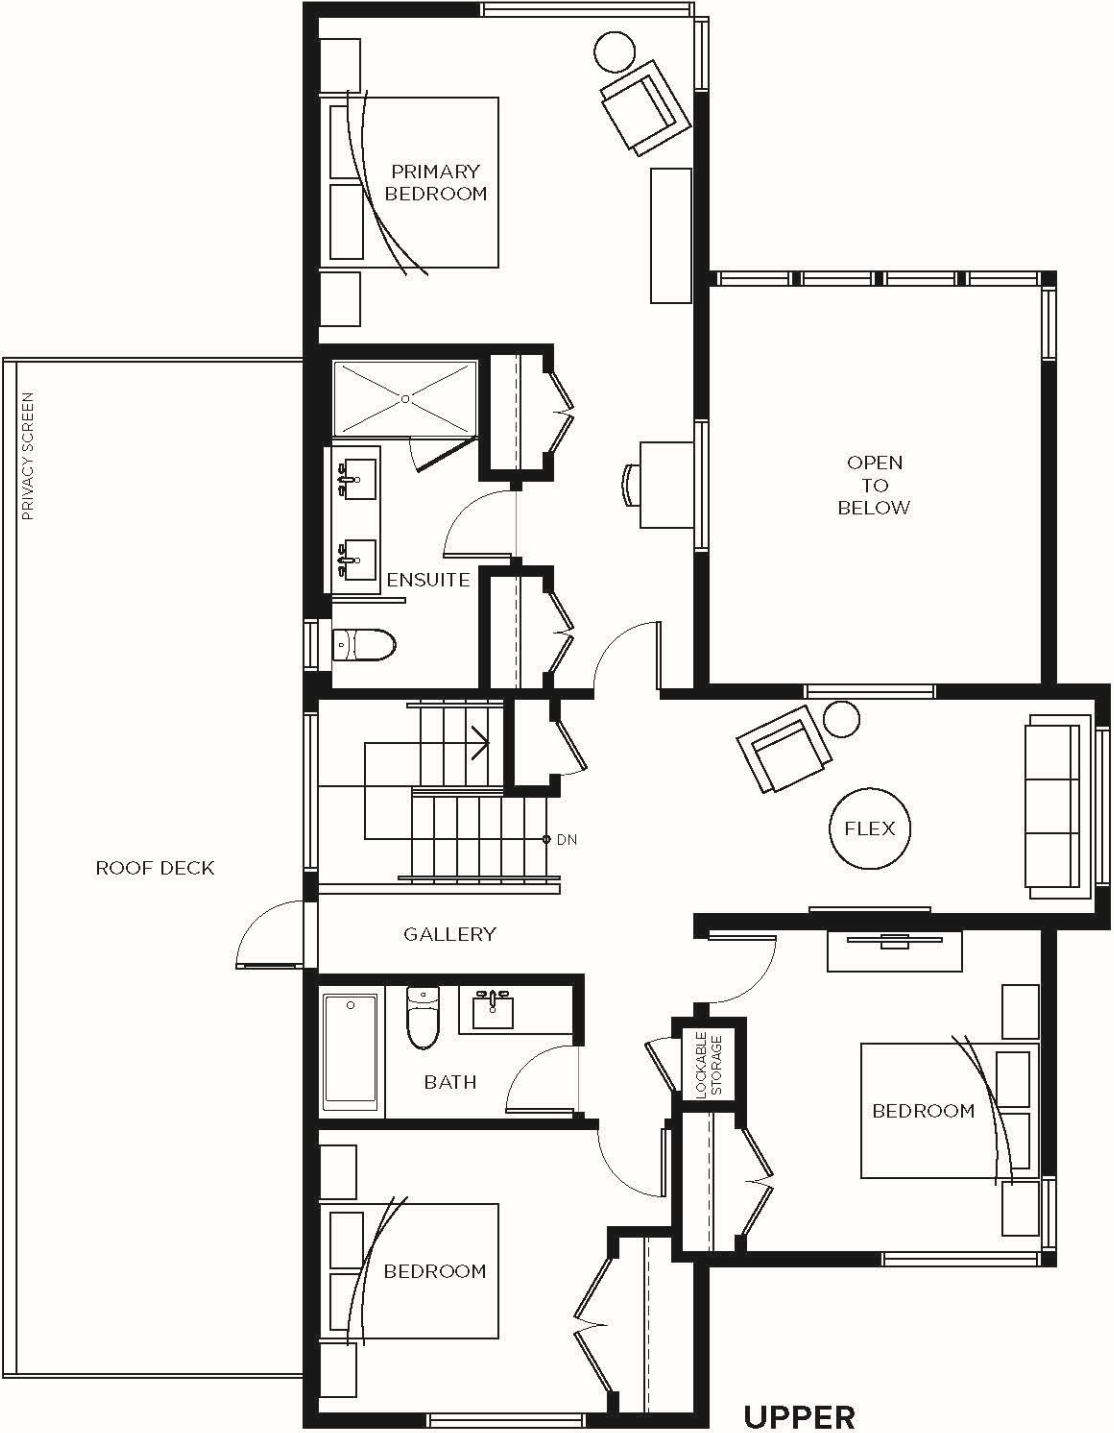 PRIMARY
BEDROOM
PRIVACY SCREEN
OPEN
TO
BELOW
ENSUITE
FLEX
DN
ROOF DECK
GALLERY
LOCKABLE
STORAGE
BATH
BEDROOM
BEDROOM
UPPER